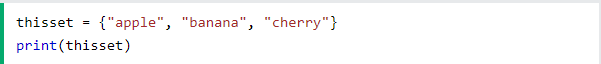 thisset = {"apple", "banana", "cherry"}
print(thisset)